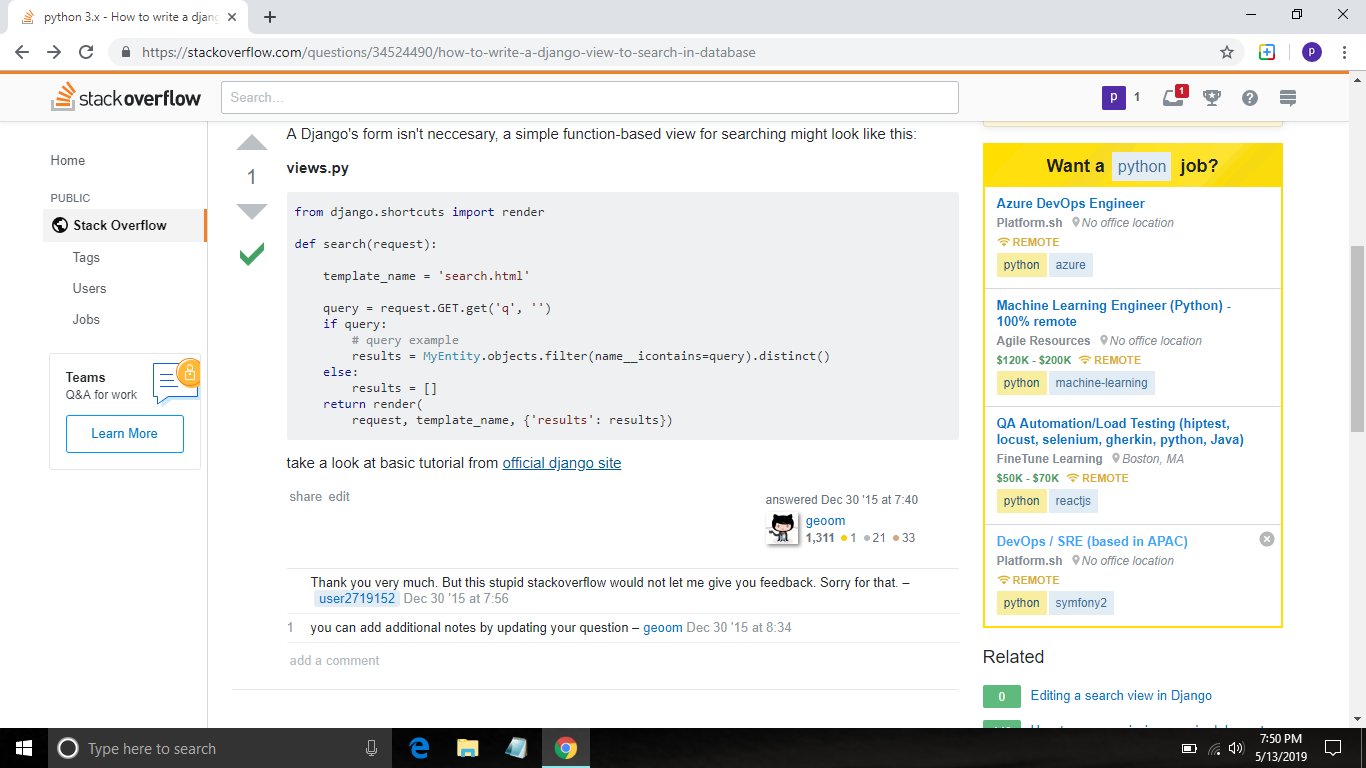 python 3.x - How to write a djang
https://stackoverflow.com/questions/34524490/how-to-write-a-django-view-to-search-in-database
p
stackoverflow
Search...
p 1
1
Home
PUBLIC
Stack Overflow
Tags
Users
Jobs
Teams
Q&A for work
Learn More
1
A Django's form isn't neccesary, a simple function-based view for searching might look like this:
views.py
from django.shortcuts import render
def search(request):
template_name = 'search.html'
query = request.GET.get('q', '')
if query:
# query example
results = MyEntity.objects.filter(name__icontains=query).distinct()
else:
results = []
return render(
request, template_name, {'results': results})
take a look at basic tutorial from official django site
share edit
answered Dec 30 '15 at 7:40
geoom
1,311 1 21 33
Thank you very much. But this stupid stackoverflow would not let me give you feedback. Sorry for that. –
user2719152 Dec 30 '15 at 7:56
1 you can add additional notes by updating your question – geoom Dec 30 '15 at 8:34
add a comment
Want a python job?
Azure DevOps Engineer
Platform.sh No office location
REMOTE
python azure
Machine Learning Engineer (Python) -
100% remote
Agile Resources No office location
$120K - $200K REMOTE
python machine-learning
QA Automation/Load Testing (hiptest,
locust, selenium, gherkin, python, Java)
FineTune Learning Boston, MA
$50K - $70K REMOTE
python reactjs
DevOps / SRE (based in APAC)
Platform.sh No office location
REMOTE
python symfony2
Related
0 Editing a search view in Django
Type here to search
7:50 PM
5/13/2019